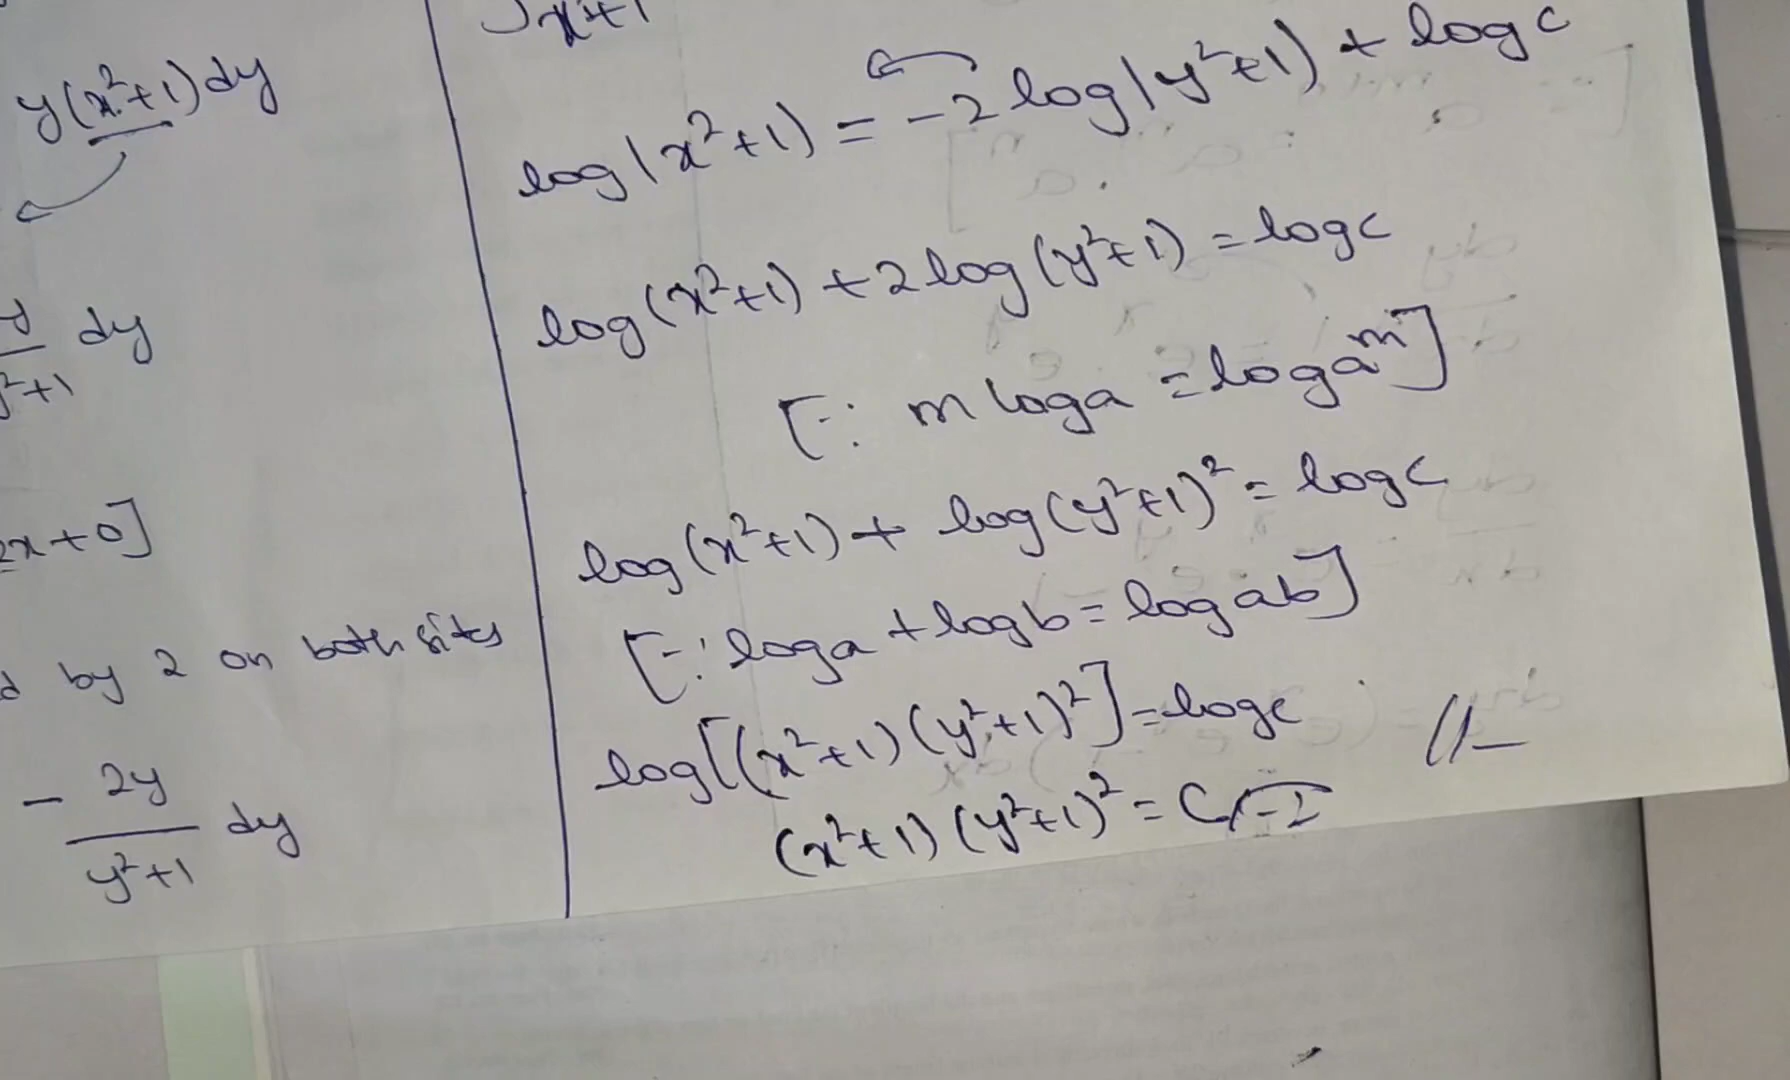 y(x²+1)dy
y dy
²+1
2x+0]
d by 2 on both sites
- 2y dy
y²+1
x²+1
log|x²+1) = -2 log|y²+1) + log c
log(x²+1) + 2 log(y²+1) = log c
[∵ m log a = log aᵐ]
log(x²+1) + log(y²+1)² = log c
[∵ log a + log b = log ab]
log[(x²+1)(y²+1)²] = log c
(x²+1)(y²+1)² = C